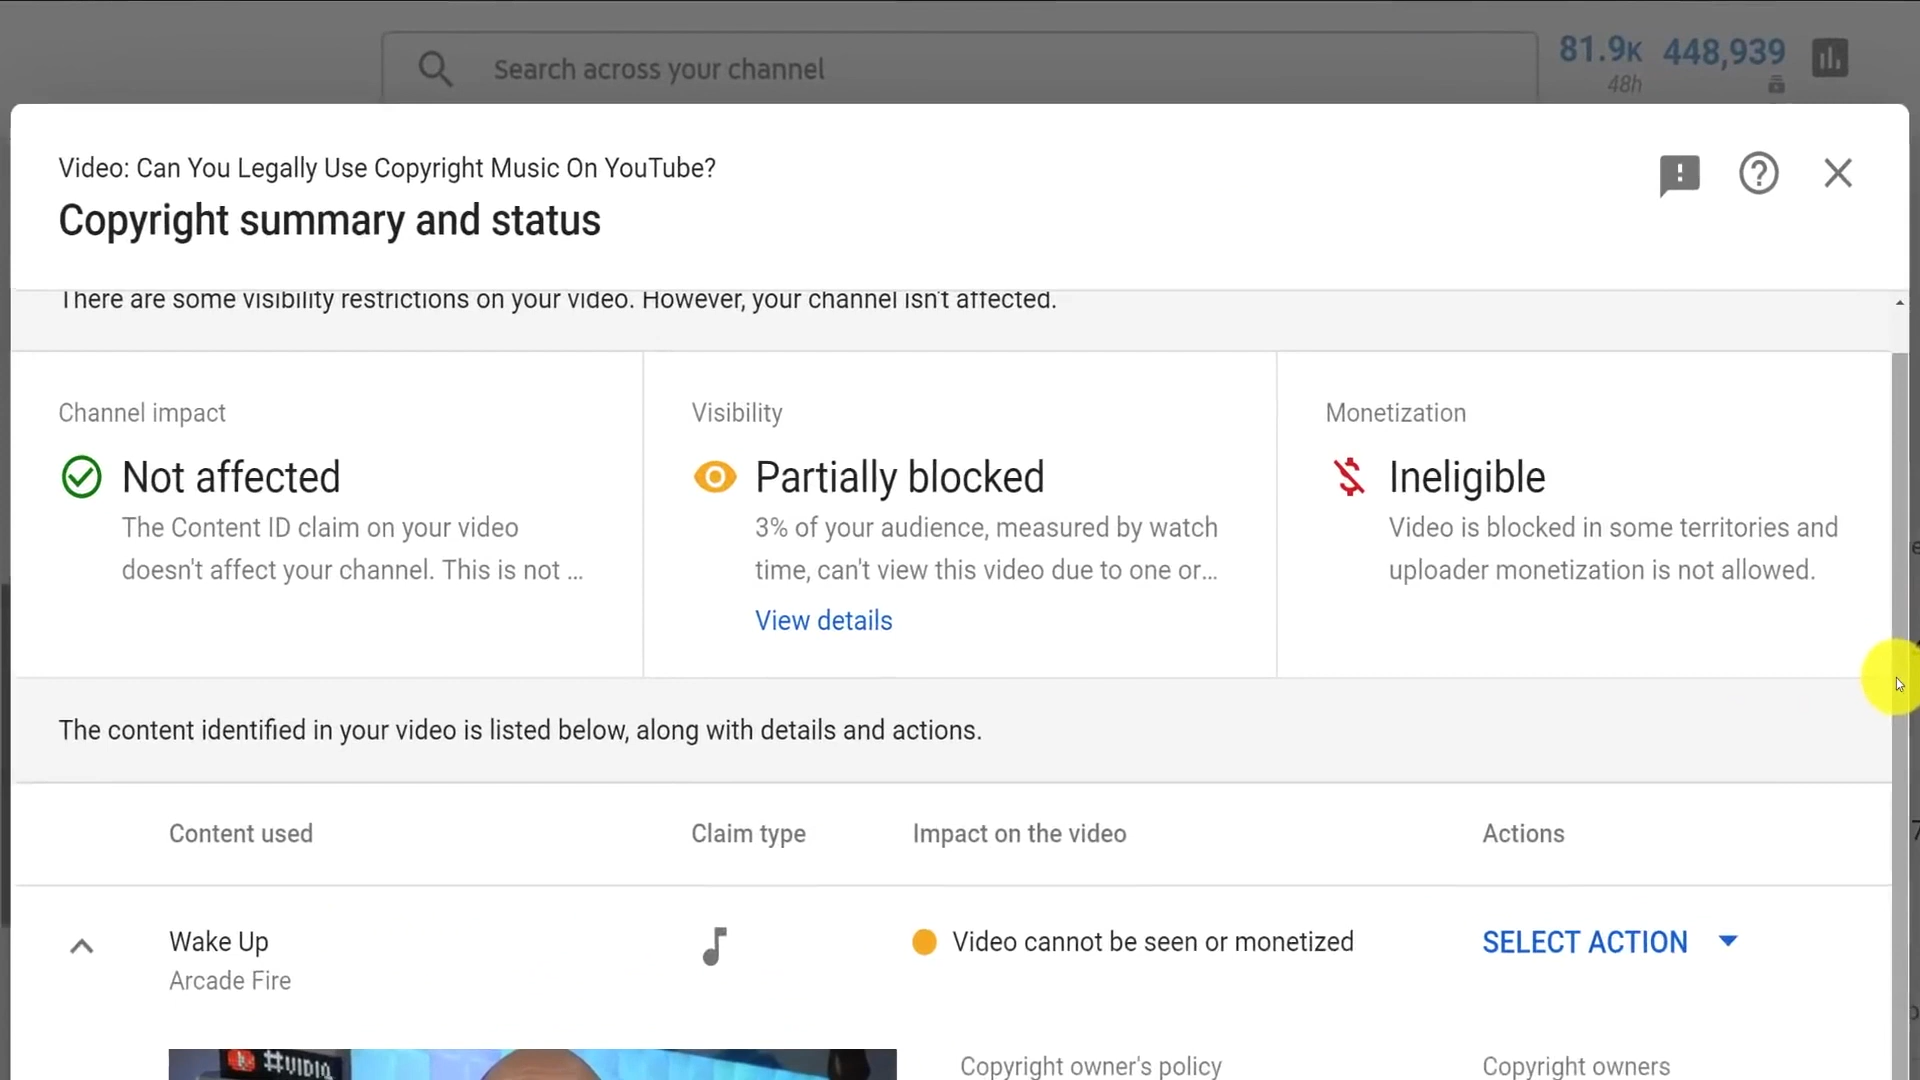 Search across your channel
81.9K 448,939
48h
Video: Can You Legally Use Copyright Music On YouTube?
Copyright summary and status
There are some visibility restrictions on your video. However, your channel isn't affected.
Channel impact
Not affected
The Content ID claim on your video
doesn't affect your channel. This is not ...
Visibility
Partially blocked
3% of your audience, measured by watch
time, can't view this video due to one or...
View details
Monetization
Ineligible
Video is blocked in some territories and
uploader monetization is not allowed.
The content identified in your video is listed below, along with details and actions.
Content used Claim type Impact on the video Actions
Wake Up Video cannot be seen or monetized SELECT ACTION
Arcade Fire
#VIDIQ
Copyright owner's policy Copyright owners